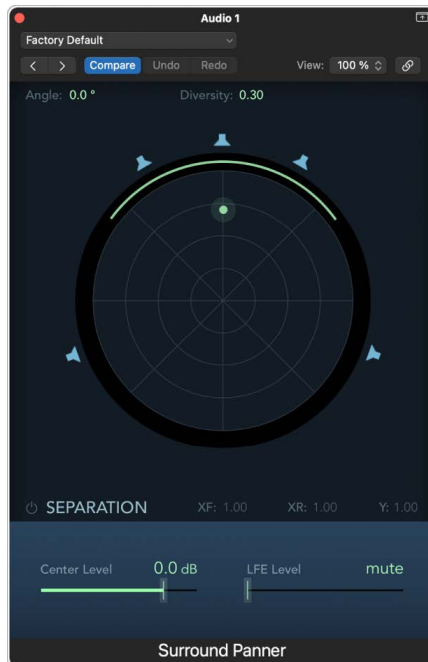 Audio 1
Factory Default
Compare Undo Redo View: 100 %
Angle: 0.0 ° Diversity: 0.30
SEPARATION XF: 1.00 XR: 1.00 Y: 1.00
Center Level 0.0 dB LFE Level mute
Surround Panner